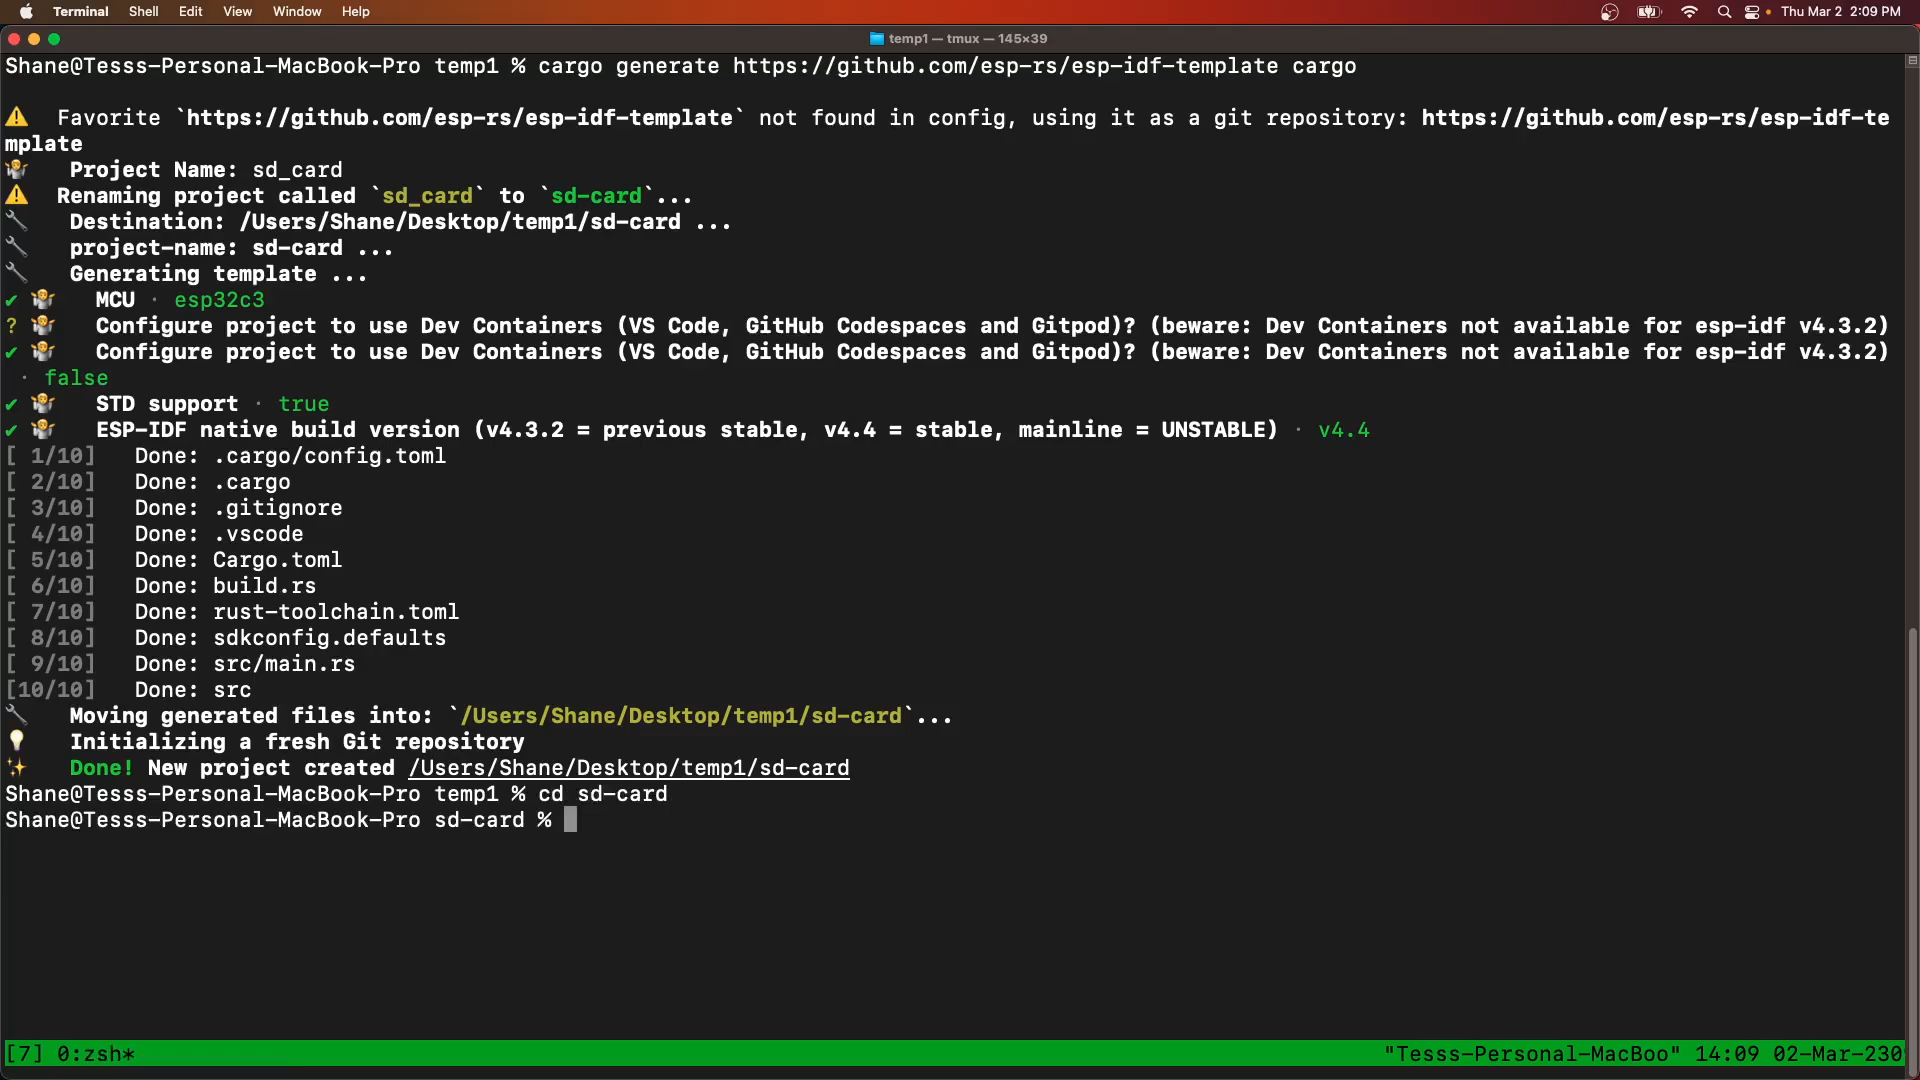 Terminal Shell Edit View Window Help Thu Mar 2 2:09 PM
temp1 — tmux — 145×39
Shane@Tesss-Personal-MacBook-Pro temp1 % cargo generate https://github.com/esp-rs/esp-idf-template cargo
Favorite `https://github.com/esp-rs/esp-idf-template` not found in config, using it as a git repository: https://github.com/esp-rs/esp-idf-te
mplate
Project Name: sd_card
Renaming project called `sd_card` to `sd-card`...
Destination: /Users/Shane/Desktop/temp1/sd-card ...
project-name: sd-card ...
Generating template ...
✔ MCU · esp32c3
? Configure project to use Dev Containers (VS Code, GitHub Codespaces and Gitpod)? (beware: Dev Containers not available for esp-idf v4.3.2)
✔ Configure project to use Dev Containers (VS Code, GitHub Codespaces and Gitpod)? (beware: Dev Containers not available for esp-idf v4.3.2)
· false
✔ STD support · true
✔ ESP-IDF native build version (v4.3.2 = previous stable, v4.4 = stable, mainline = UNSTABLE) · v4.4
[ 1/10] Done: .cargo/config.toml
[ 2/10] Done: .cargo
[ 3/10] Done: .gitignore
[ 4/10] Done: .vscode
[ 5/10] Done: Cargo.toml
[ 6/10] Done: build.rs
[ 7/10] Done: rust-toolchain.toml
[ 8/10] Done: sdkconfig.defaults
[ 9/10] Done: src/main.rs
[10/10] Done: src
Moving generated files into: `/Users/Shane/Desktop/temp1/sd-card`...
Initializing a fresh Git repository
Done! New project created /Users/Shane/Desktop/temp1/sd-card
Shane@Tesss-Personal-MacBook-Pro temp1 % cd sd-card
Shane@Tesss-Personal-MacBook-Pro sd-card %
[7] 0:zsh* "Tesss-Personal-MacBoo" 14:09 02-Mar-230